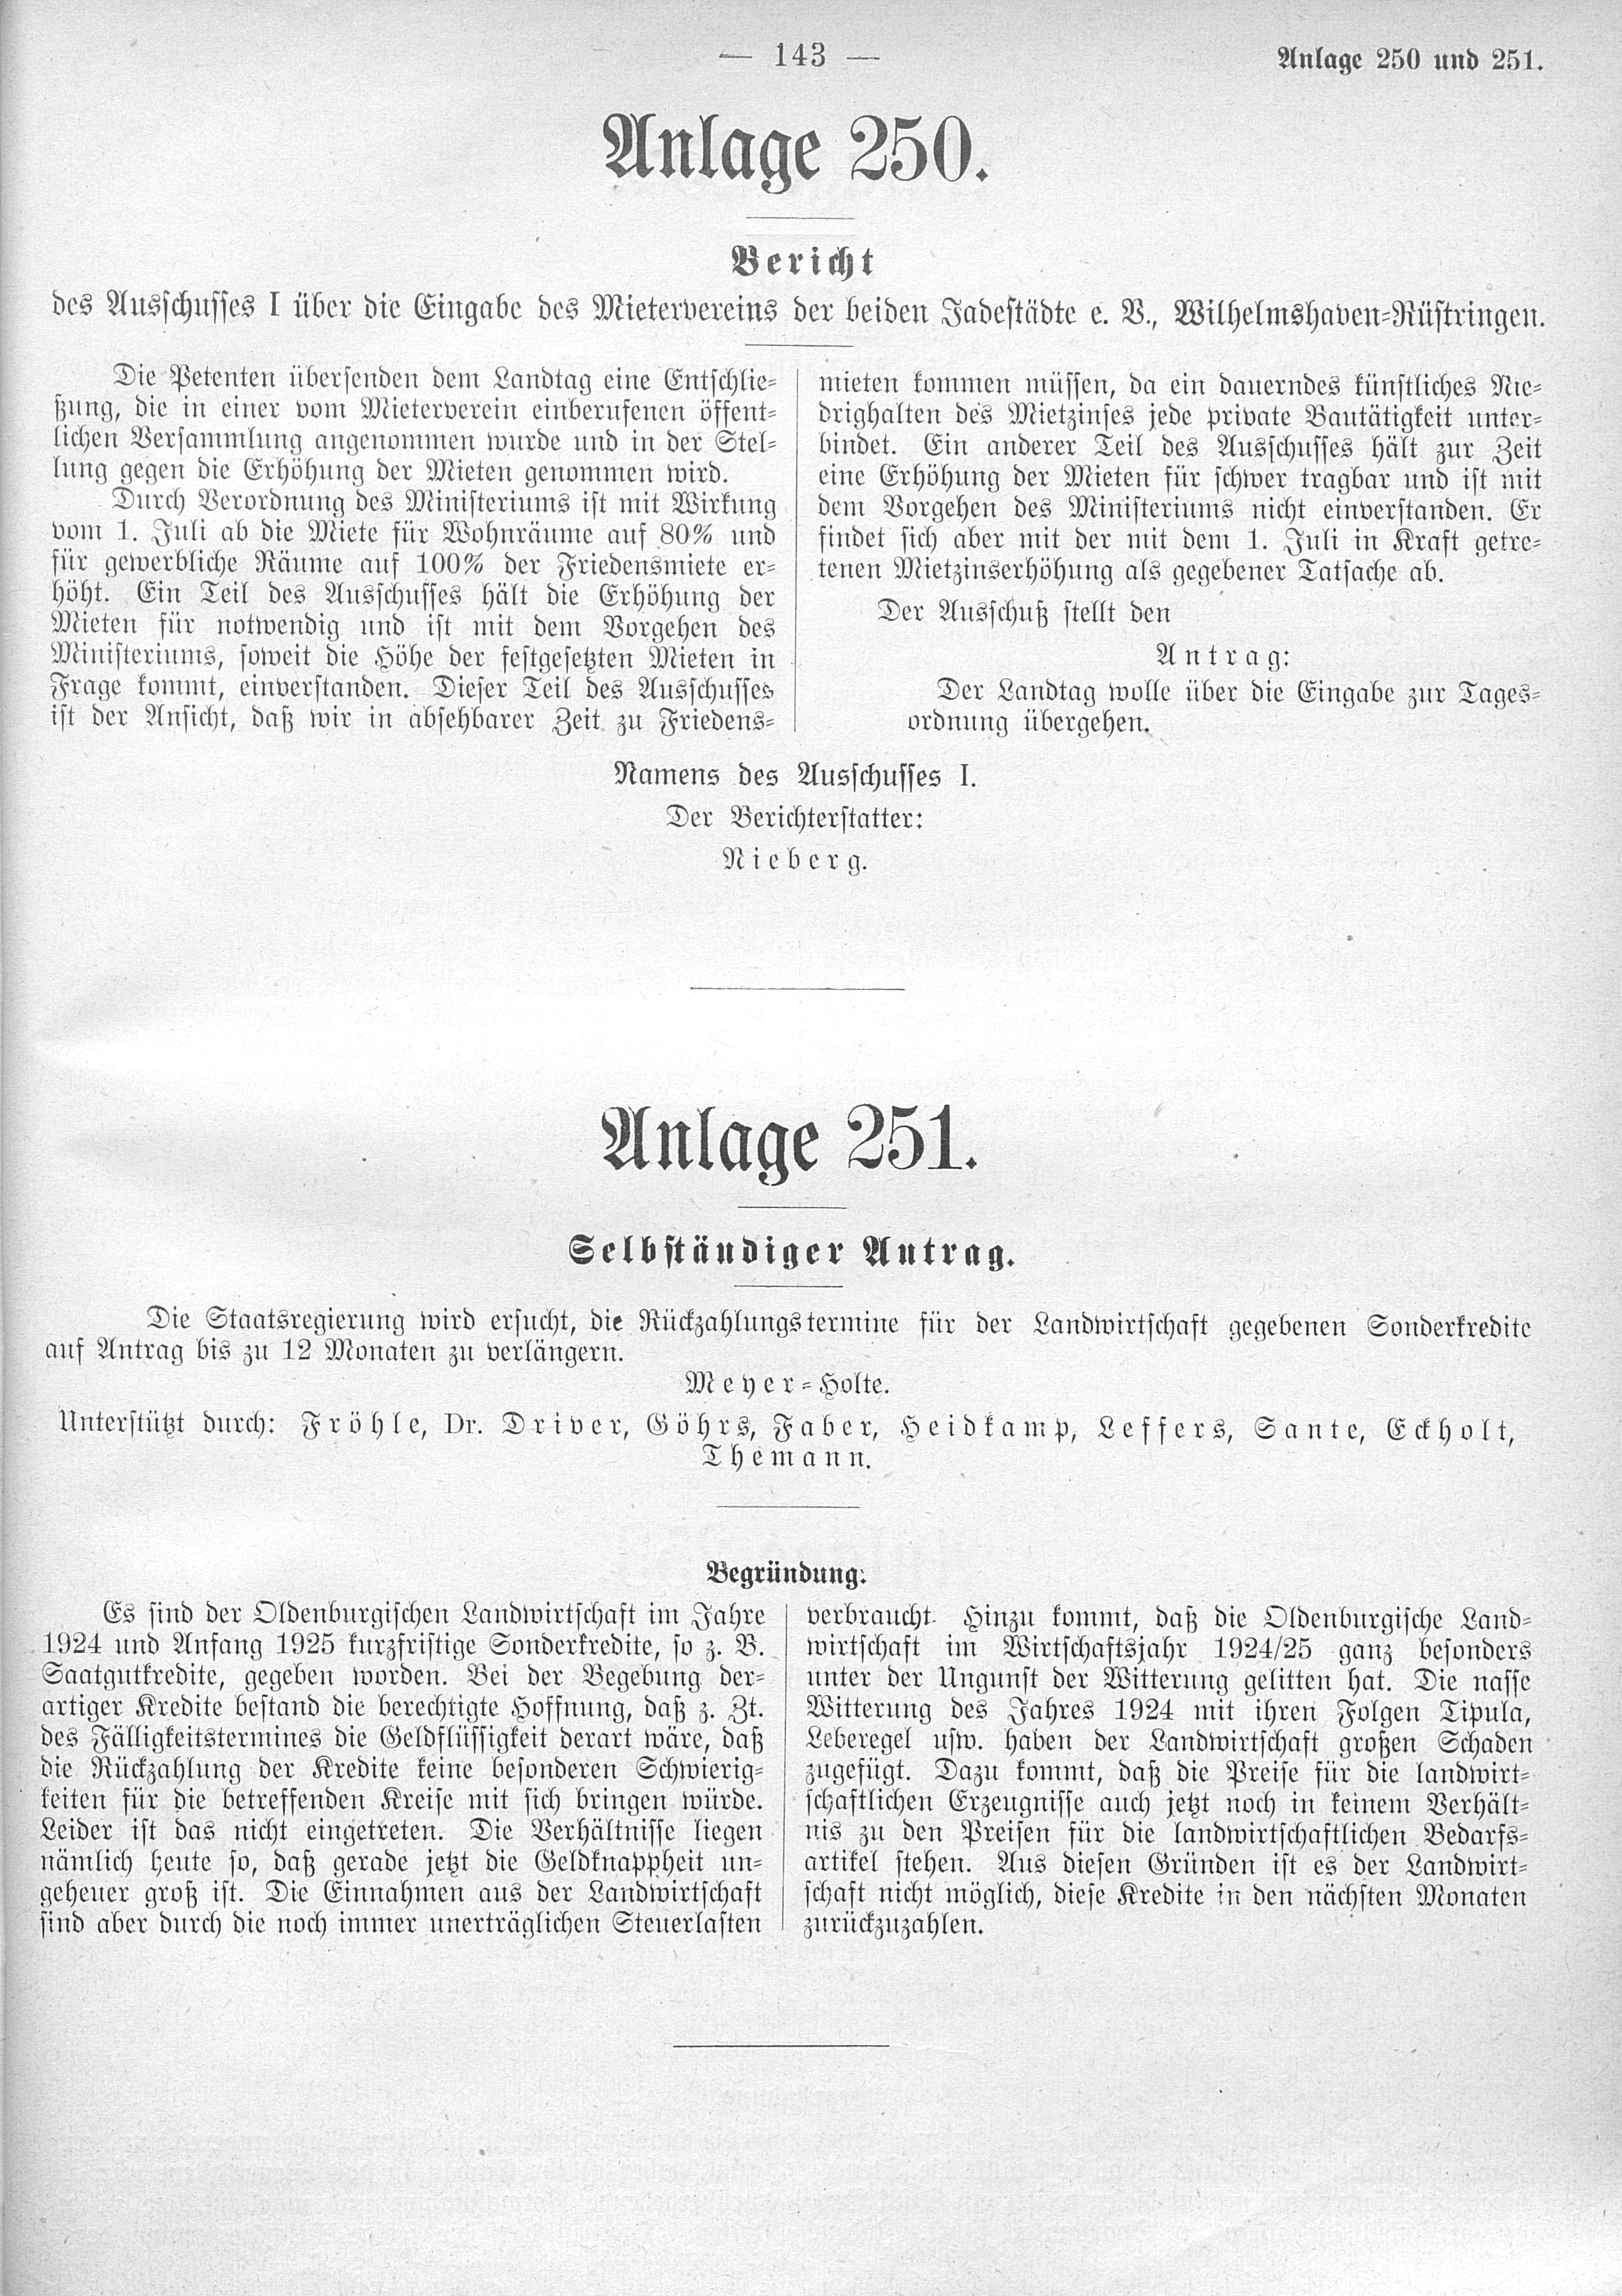 — 143 —
Anlage 250 und 251.
Anlage 250.
Bericht
des Ausschusses I über die Eingabe des Mietervereins der beiden Jadestädte e. V., Wilhelmshaven-Rüstringen.
Die Petenten übersenden dem Landtag eine Entschlie-
ßung, die in einer vom Mieterverein einberufenen öffent-
lichen Versammlung angenommen wurde und in der Stel-
lung gegen die Erhöhung der Mieten genommen wird.
Durch Verordnung des Ministeriums ist mit Wirkung
vom 1. Juli ab die Miete für Wohnräume auf 80% und
für gewerbliche Räume auf 100% der Friedensmiete er-
höht. Ein Teil des Ausschusses hält die Erhöhung der
Mieten für notwendig und ist mit dem Vorgehen des
Ministeriums, soweit die Höhe der festgesetzten Mieten in
Frage kommt, einverstanden. Dieser Teil des Ausschusses
ist der Ansicht, daß wir in absehbarer Zeit zu Friedens-
mieten kommen müssen, da ein dauerndes künstliches Nie-
drighalten des Mietzinses jede private Bautätigkeit unter-
bindet. Ein anderer Teil des Ausschusses hält zur Zeit
eine Erhöhung der Mieten für schwer tragbar und ist mit
dem Vorgehen des Ministeriums nicht einverstanden. Er
findet sich aber mit der mit dem 1. Juli in Kraft getre-
tenen Mietzinserhöhung als gegebener Tatsache ab.
Der Ausschuß stellt den
Antrag:
Der Landtag wolle über die Eingabe zur Tages-
ordnung übergehen.
Namens des Ausschusses I.
Der Berichterstatter:
Nieberg.
Anlage 251.
Selbständiger Antrag.
Die Staatsregierung wird ersucht, die Rückzahlungstermine für der Landwirtschaft gegebenen Sonderkredite
auf Antrag bis zu 12 Monaten zu verlängern.
Meyer-Holte.
Unterstützt durch: Fröhle, Dr. Driver, Göhrs, Faber, Heidkamp, Leffers, Sante, Eckholt,
Themann.
Begründung:
Es sind der Oldenburgischen Landwirtschaft im Jahre
1924 und Anfang 1925 kurzfristige Sonderkredite, so z. B.
Saatgutkredite, gegeben worden. Bei der Begebung der-
artiger Kredite bestand die berechtigte Hoffnung, daß z. Zt.
des Fälligkeitstermines die Geldflüssigkeit derart wäre, daß
die Rückzahlung der Kredite keine besonderen Schwierig-
keiten für die betreffenden Kreise mit sich bringen würde.
Leider ist das nicht eingetreten. Die Verhältnisse liegen
nämlich heute so, daß gerade jetzt die Geldknappheit un-
geheuer groß ist. Die Einnahmen aus der Landwirtschaft
sind aber durch die noch immer unerträglichen Steuerlasten
verbraucht. Hinzu kommt, daß die Oldenburgische Land-
wirtschaft im Wirtschaftsjahr 1924/25 ganz besonders
unter der Ungunst der Witterung gelitten hat. Die nasse
Witterung des Jahres 1924 mit ihren Folgen Tipula,
Leberegel usw. haben der Landwirtschaft großen Schaden
zugefügt. Dazu kommt, daß die Preise für die landwirt-
schaftlichen Erzeugnisse auch jetzt noch in keinem Verhält-
nis zu den Preisen für die landwirtschaftlichen Bedarfs-
artikel stehen. Aus diesen Gründen ist es der Landwirt-
schaft nicht möglich, diese Kredite in den nächsten Monaten
zurückzuzahlen.